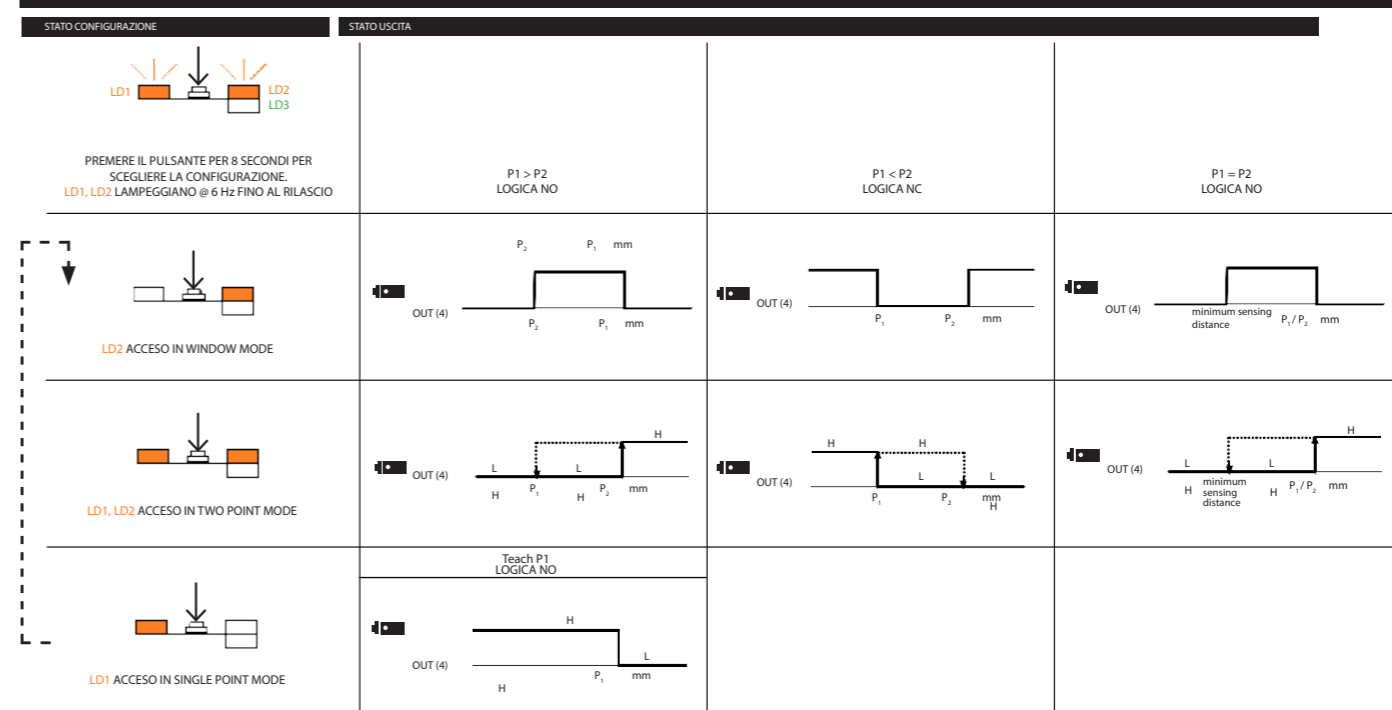 STATO CONFIGURAZIONE
STATO USCITA
LD1
LD2
LD3
PREMERE IL PULSANTE PER 8 SECONDI PER
SCEGLIERE LA CONFIGURAZIONE.
LD1, LD2 LAMPEGGIANO @ 6 Hz FINO AL RILASCIO
P1 > P2
LOGICA NO
P1 < P2
LOGICA NC
P1 = P2
LOGICA NO
LD2 ACCESO IN WINDOW MODE
P2 P1 mm
OUT (4)
P2 P1 mm
OUT (4)
P1 P2 mm
OUT (4)
minimum sensing
distance
P1 / P2 mm
LD1, LD2 ACCESO IN TWO POINT MODE
H
L L
OUT (4)
H P1 H P2 mm
H H
L L
OUT (4)
P1 P2 mm
H
H
L L
OUT (4)
H minimum
sensing
distance
H P1 / P2 mm
Teach P1
LOGICA NO
LD1 ACCESO IN SINGLE POINT MODE
H
L
OUT (4)
P1 mm
H